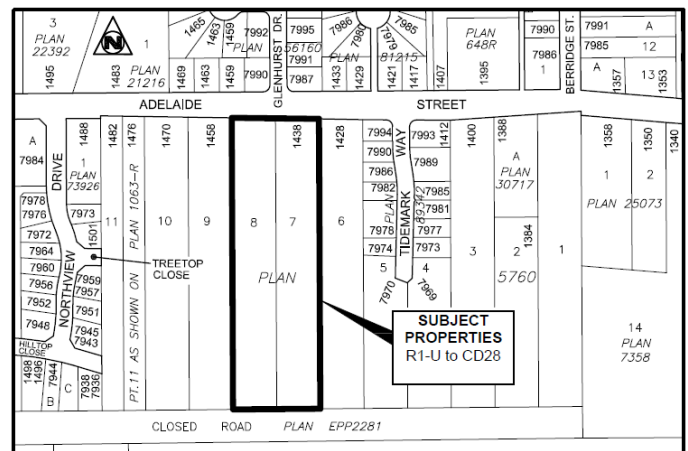 3
PLAN
22392
1495
N
1
1483
PLAN
21216
1465
1463
1459
1469
1463
1459
PLAN
7992
7990
GLENHURST DR.
7995
56160
7991
7987
7986
7980
7979
7985
PLAN
81215
1433
1429
1421
1417
1407
PLAN
648R
1395
7990
7986
1
BERRIDGE ST.
7991
A
7985
12
A
1357
13
1353
ADELAIDE
STREET
A
7984
DRIVE
1488
1
PLAN
73926
1482
1476
1470
1458
1438
1428
7994
7990
7986
7982
7978
7974
PLAN
WAY
TIDEMARK
7993
1412
7989
7985
89342
7981
7977
7973
1400
1388
A
PLAN
30717
1358
1350
1340
1
2
PLAN 25073
7978
7976
7973
7972
1501
7964
7960
7956
7952
7948
NORTHVIEW
TREETOP
CLOSE
7959
7957
7951
7945
7943
11
PT.11 AS SHOWN ON PLAN 1063-R
10
9
8
7
6
PLAN
5
7970
4
7969
3
2
1384
1
5760
SUBJECT
PROPERTIES
R1-U to CD28
14
PLAN
7358
HILLTOP
CLOSE
1498
1496
7944
B
C
7938
7936
CLOSED ROAD PLAN EPP2281